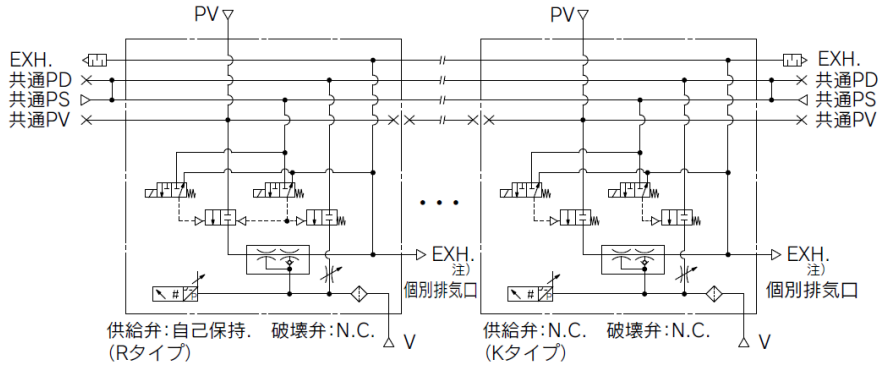 PV
PV
EXH.
EXH.
共通PD
共通PD
共通PS
共通PS
共通PV
共通PV
EXH.
注)
個別排気口
EXH.
注)
個別排気口
#
#
供給弁:自己保持. 破壊弁:N.C.
(Rタイプ)
V
供給弁:N.C. 破壊弁:N.C.
(Kタイプ)
V